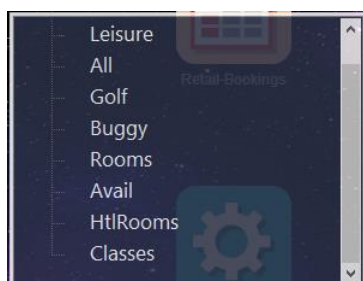 Leisure
All
Retail-Bookings
Golf
Buggy
Rooms
Avail
HtlRooms
Classes